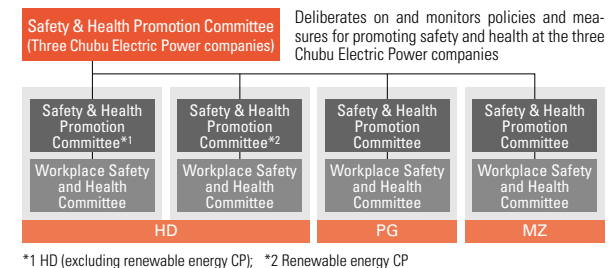 Safety & Health Promotion Committee
(Three Chubu Electric Power companies)
Deliberates on and monitors policies and mea-
sures for promoting safety and health at the three
Chubu Electric Power companies
Safety & Health
Promotion
Committee*1
Workplace Safety
and Health
Committee
Safety & Health
Promotion
Committee*2
Workplace Safety
and Health
Committee
HD
Safety & Health
Promotion
Committee
Workplace Safety
and Health
Committee
PG
Safety & Health
Promotion
Committee
Workplace Safety
and Health
Committee
MZ
*1 HD (excluding renewable energy CP); *2 Renewable energy CP